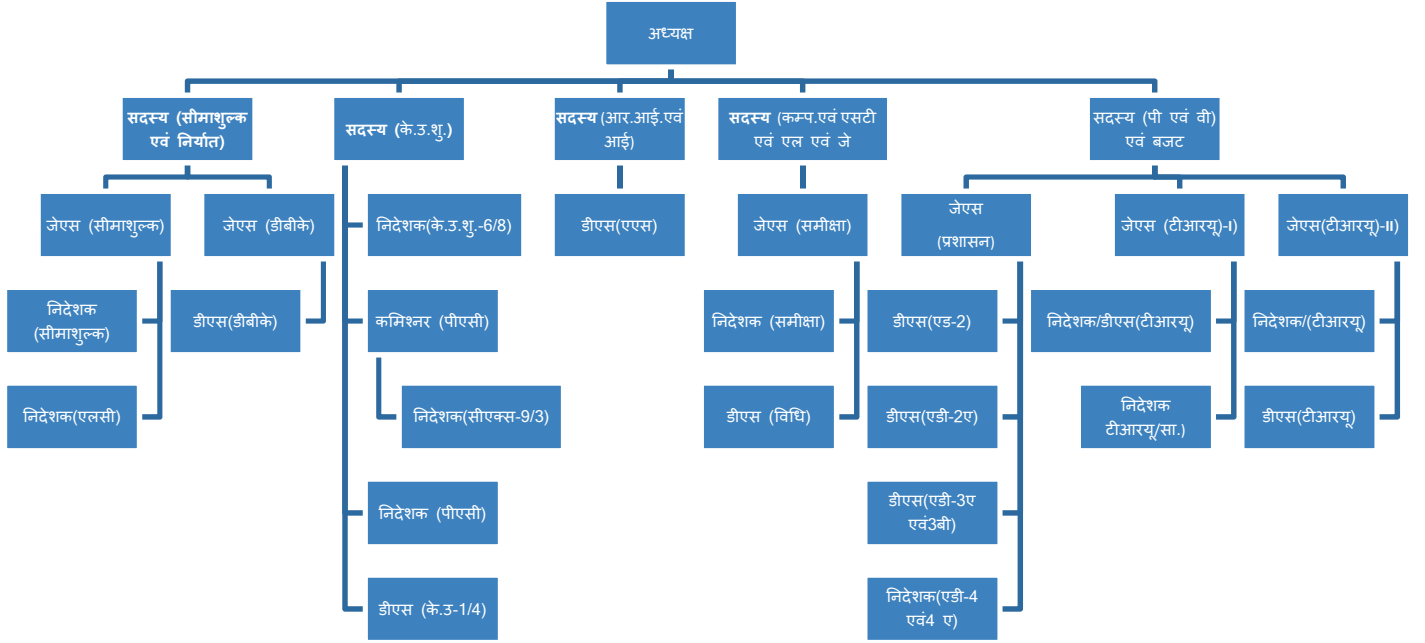 अध्यक्ष
सदस्य (सीमाशुल्क
एवं निर्यात)
सदस्य (के.उ.शु.)
सदस्य (आर.आई.एवं
आई)
सदस्य (कम्प.एवं एसटी
एवं एल एवं जे
सदस्य (पी एवं वी)
एवं बजट
जेएस (सीमाशुल्क)
जेएस (डीबीके)
निदेशक(के.उ.शु.-6/8)
डीएस(एएस)
जेएस (समीक्षा)
जेएस
(प्रशासन)
जेएस (टीआरयू)-I)
जेएस(टीआरयू)-II)
निदेशक
(सीमाशुल्क)
डीएस(डीबीके)
कमिश्नर (पीएसी)
निदेशक (समीक्षा)
डीएस(एड-2)
निदेशक/डीएस(टीआरयू)
निदेशक/(टीआरयू)
निदेशक(एलसी)
निदेशक(सीएक्स-9/3)
डीएस (विधि)
डीएस(एडी-2ए)
निदेशक
टीआरयू/सा.)
डीएस(टीआरयू)
निदेशक (पीएसी)
डीएस(एडी-3ए
एवं3बी)
डीएस (के.उ-1/4)
निदेशक(एडी-4
एवं4 ए)